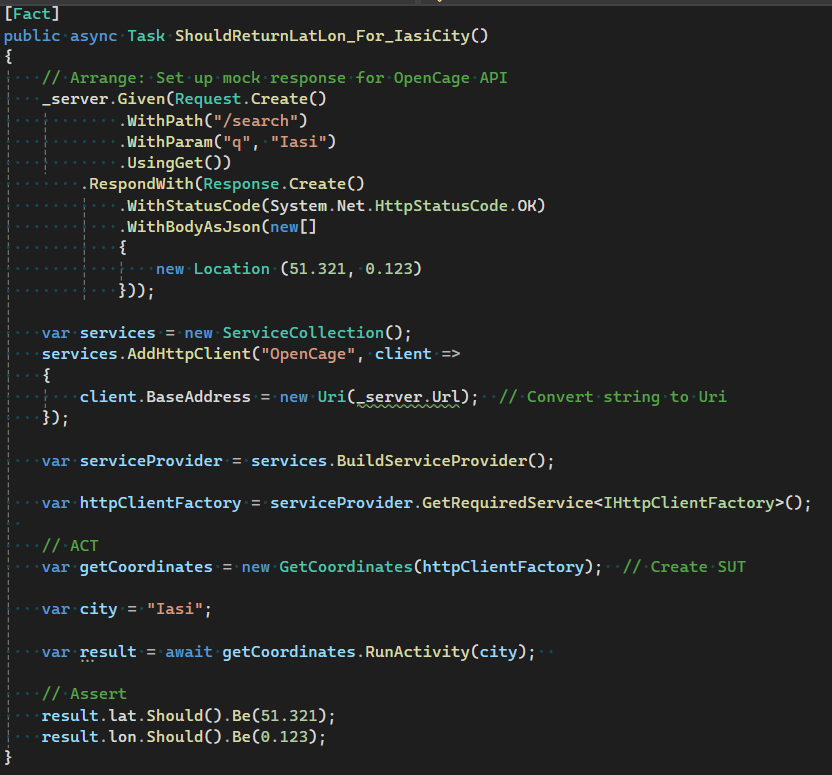 [Fact]
public async Task ShouldReturnLatLon_For_IasiCity()
{
    // Arrange: Set up mock response for OpenCage API
    _server.Given(Request.Create()
            .WithPath("/search")
            .WithParam("q", "Iasi")
            .UsingGet())
        .RespondWith(Response.Create()
            .WithStatusCode(System.Net.HttpStatusCode.OK)
            .WithBodyAsJson(new[]
            {
                new Location (51.321, 0.123)
            }));

    var services = new ServiceCollection();
    services.AddHttpClient("OpenCage", client =>
    {
        client.BaseAddress = new Uri(_server.Url);  // Convert string to Uri
    });

    var serviceProvider = services.BuildServiceProvider();

    var httpClientFactory = serviceProvider.GetRequiredService<IHttpClientFactory>();

    // ACT
    var getCoordinates = new GetCoordinates(httpClientFactory);  // Create SUT

    var city = "Iasi";

    var result = await getCoordinates.RunActivity(city);

    // Assert
    result.lat.Should().Be(51.321);
    result.lon.Should().Be(0.123);
}